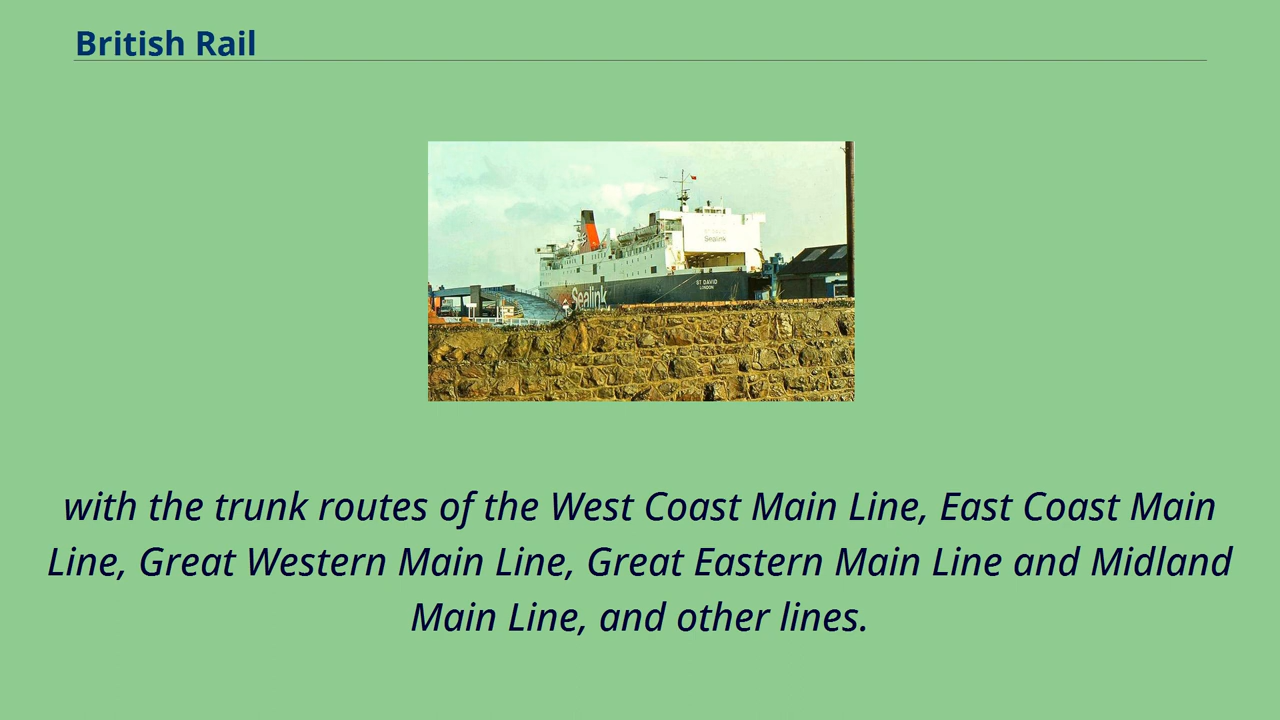 British Rail
Sealink
ST DAVID
LONDON
Sealink
with the trunk routes of the West Coast Main Line, East Coast Main
Line, Great Western Main Line, Great Eastern Main Line and Midland
Main Line, and other lines.